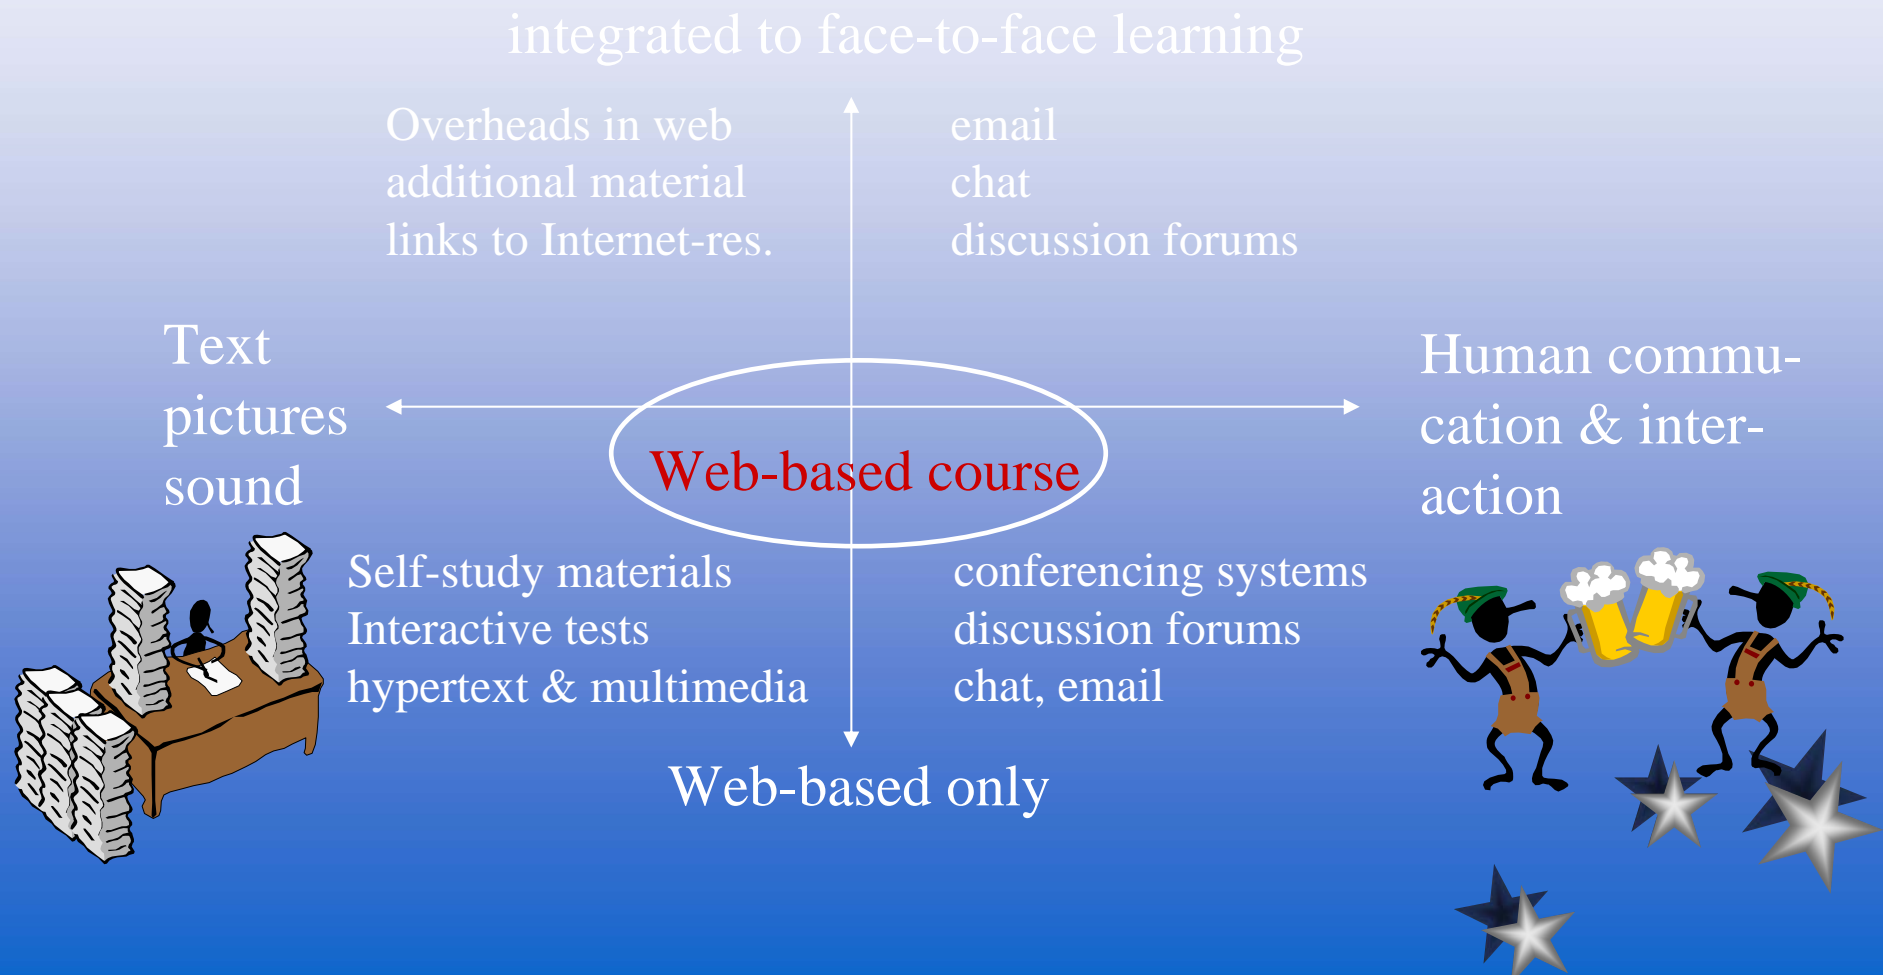 integrated to face-to-face learning
Overheads in web
additional material
links to Internet-res.
email
chat
discussion forums
Text
pictures
sound
Human commu-
cation & inter-
action
Web-based course
Self-study materials
Interactive tests
hypertext & multimedia
conferencing systems
discussion forums
chat, email
Web-based only